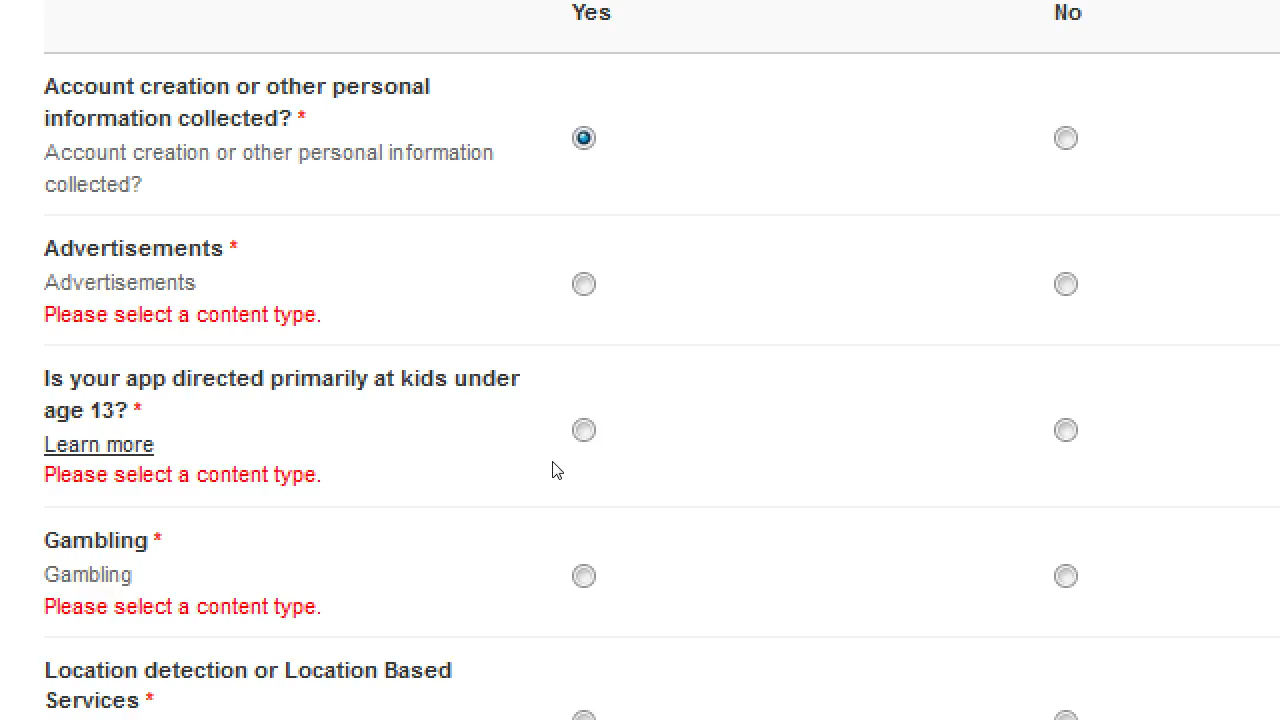 Yes No
Account creation or other personal
information collected? *
Account creation or other personal information
collected?
Advertisements *
Advertisements
Please select a content type.
Is your app directed primarily at kids under
age 13? *
Learn more
Please select a content type.
Gambling *
Gambling
Please select a content type.
Location detection or Location Based
Services *